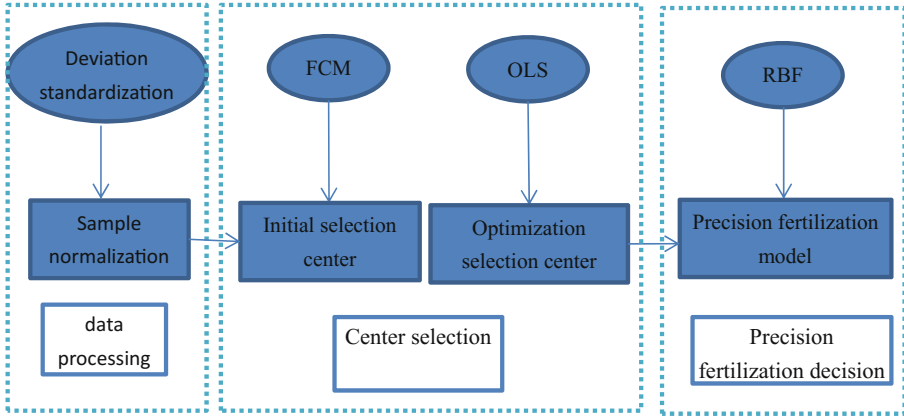 Deviation
standardization
FCM
OLS
RBF
Sample
normalization
Initial selection
center
Optimization
selection center
Precision fertilization
model
data
processing
Center selection
Precision
fertilization decision